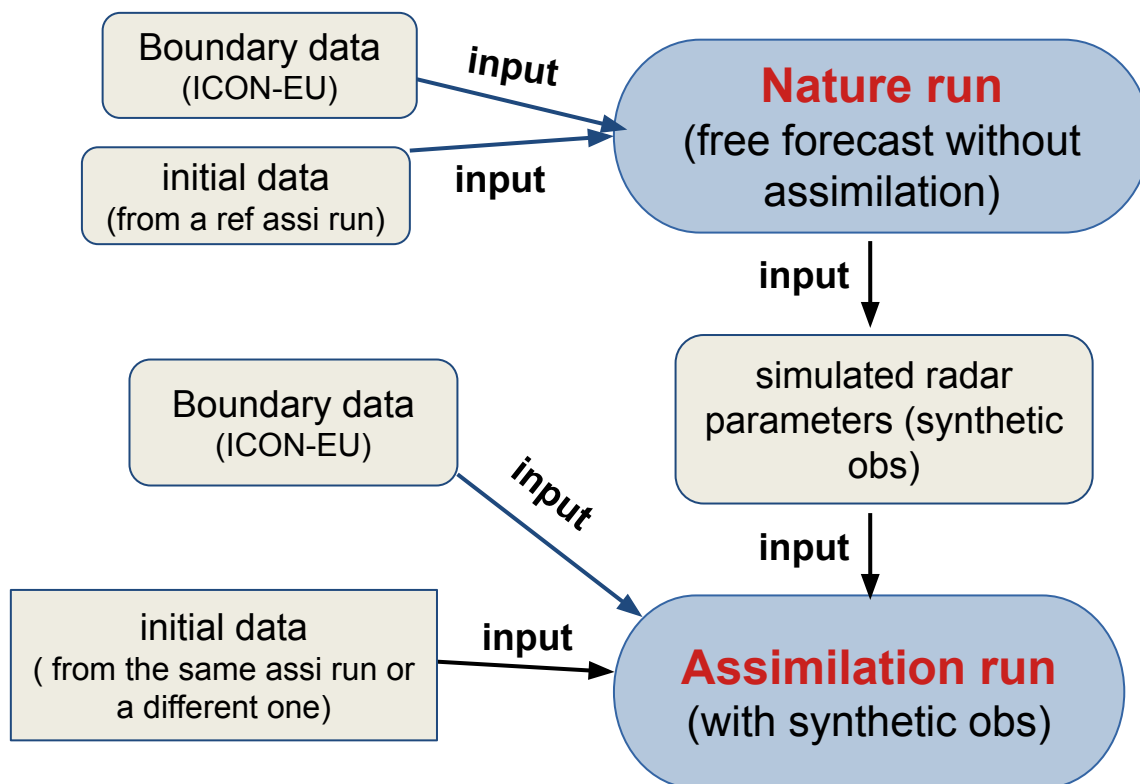 Boundary data
(ICON-EU)
input
Nature run
(free forecast without
assimilation)
initial data
(from a ref assi run)
input
input
simulated radar
parameters (synthetic
obs)
Boundary data
(ICON-EU)
input
input
initial data
( from the same assi run or
a different one)
input
Assimilation run
(with synthetic obs)